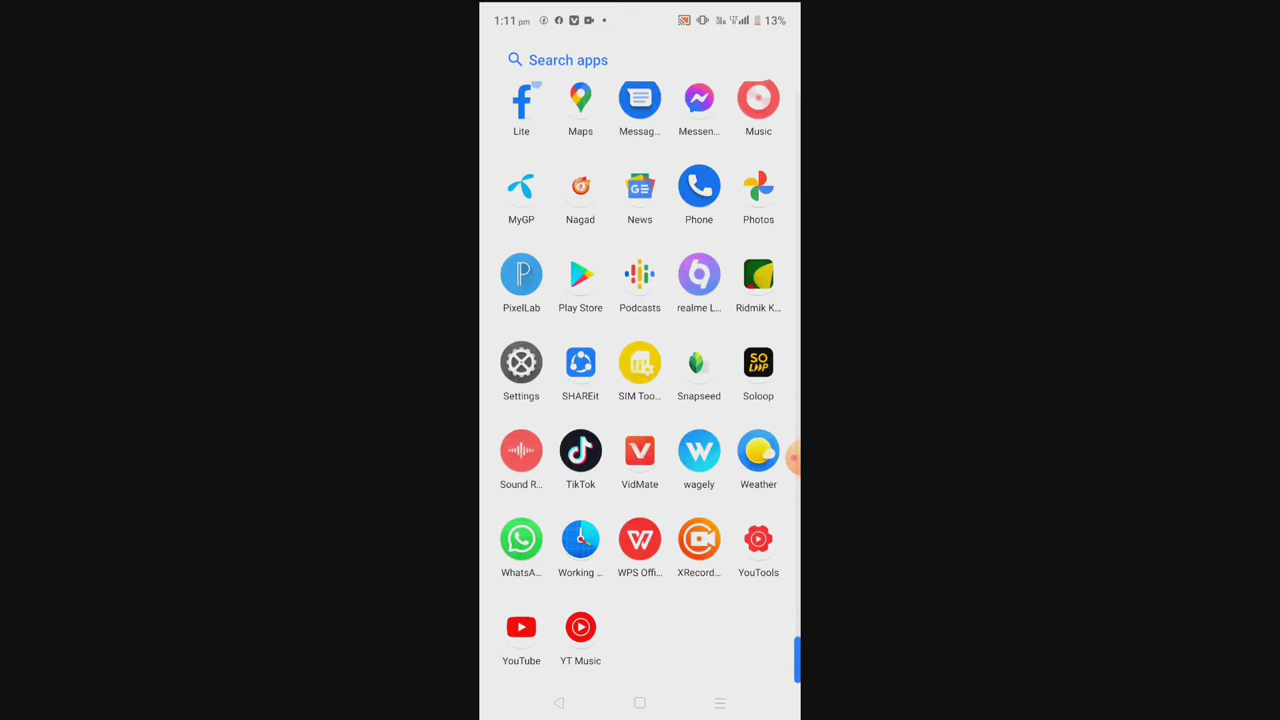 1:11 pm 13%
Search apps
Lite Maps Messag... Messen... Music
MyGP Nagad News Phone Photos
PixelLab Play Store Podcasts realme L... Ridmik K...
Settings SHAREit SIM Too... Snapseed Soloop
Sound R... TikTok VidMate wagely Weather
WhatsA... Working ... WPS Offi... XRecord... YouTools
YouTube YT Music